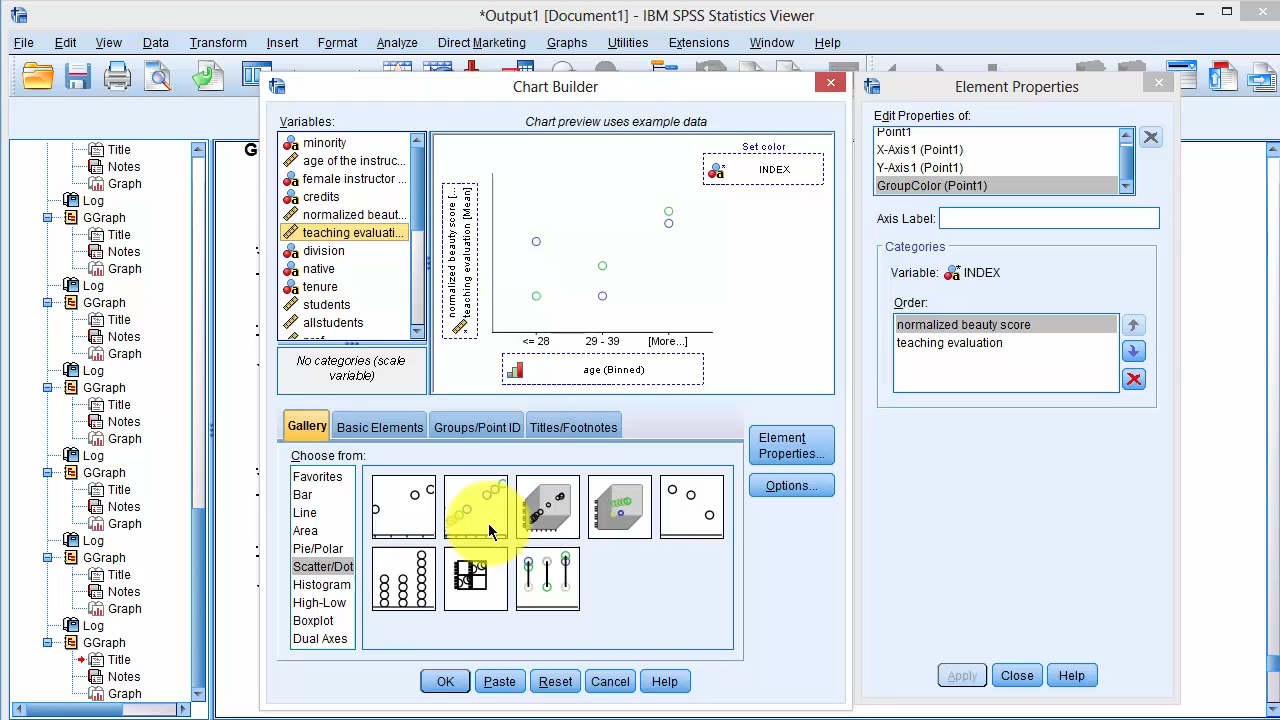 *Output1 [Document1] - IBM SPSS Statistics Viewer
File Edit View Data Transform Insert Format Analyze Direct Marketing Graphs Utilities Extensions Window Help
Title
Notes
Graph
Log
GGraph
Title
Notes
Graph
Log
GGraph
Title
Notes
Graph
Log
GGraph
Title
Notes
Graph
Log
GGraph
Title
Notes
Graph
Log
GGraph
Title
Notes
Graph
Log
GGraph
Title
Notes
Graph
G
Chart Builder
Variables:
minority
age of the instruc...
female instructor ...
credits
normalized beaut...
teaching evaluati...
division
native
tenure
students
allstudents
No categories (scale
variable)
Chart preview uses example data
Set color
INDEX
normalized beauty score [..
teaching evaluation [Mean]
<= 28 29 - 39 [More...]
age (Binned)
Gallery Basic Elements Groups/Point ID Titles/Footnotes
Choose from:
Favorites
Bar
Line
Area
Pie/Polar
Scatter/Dot
Histogram
High-Low
Boxplot
Dual Axes
Element
Properties...
Options...
OK Paste Reset Cancel Help
Element Properties
Edit Properties of:
Point1
X-Axis1 (Point1)
Y-Axis1 (Point1)
GroupColor (Point1)
Axis Label:
Categories
Variable: INDEX
Order:
normalized beauty score
teaching evaluation
Apply Close Help